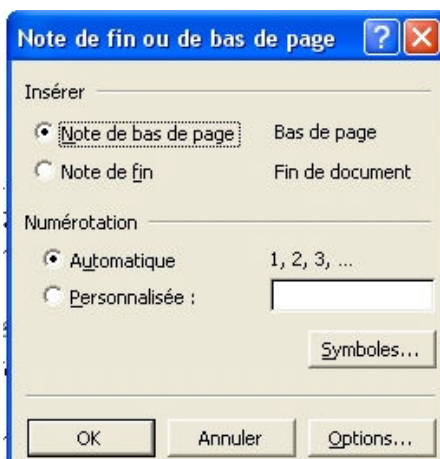 Note de fin ou de bas de page
Insérer
Note de bas de page Bas de page
Note de fin Fin de document
Numérotation
Automatique 1, 2, 3, ...
Personnalisée :
Symboles...
OK Annuler Options...